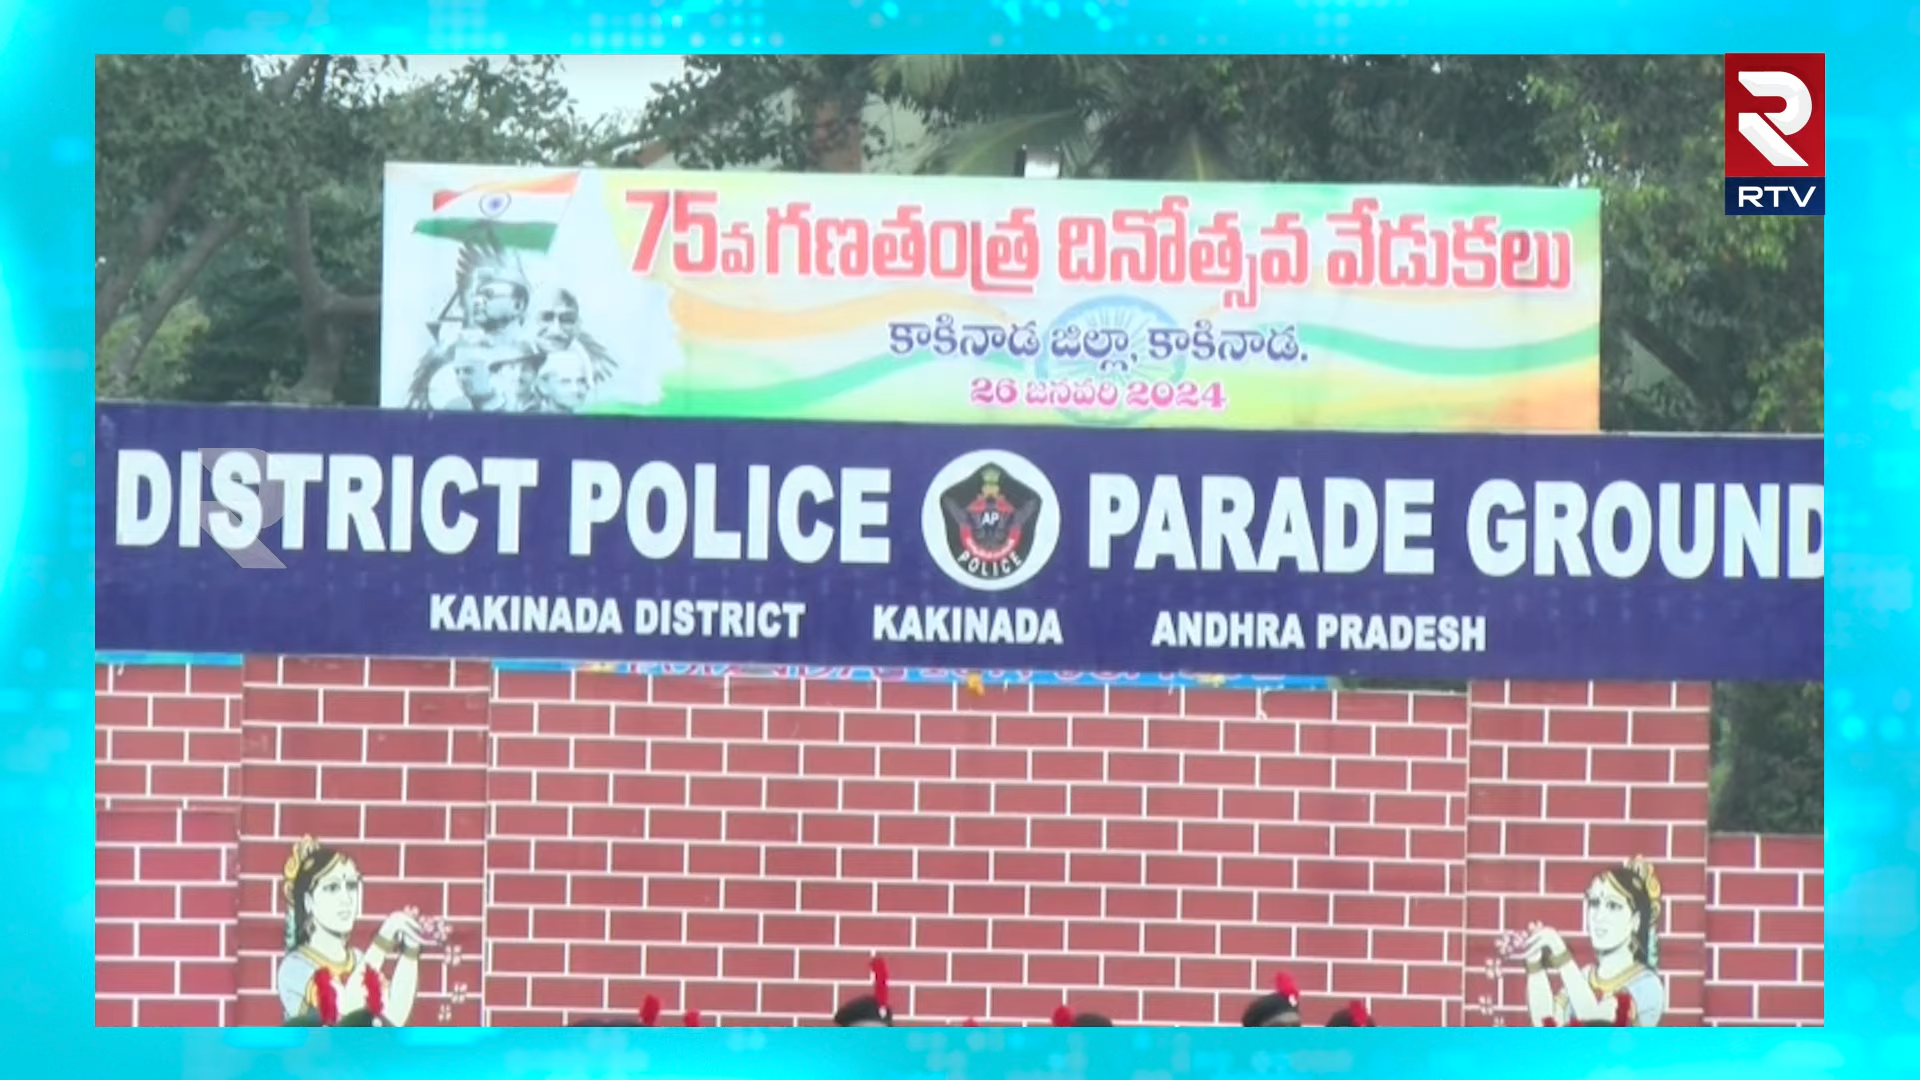 RTV
75వ గణతంత్ర దినోత్సవ వేడుకలు
కాకినాడ జిల్లా, కాకినాడ.
26 జనవరి 2024
DISTRICT POLICE AP POLICE PARADE GROUND
KAKINADA DISTRICT KAKINADA ANDHRA PRADESH